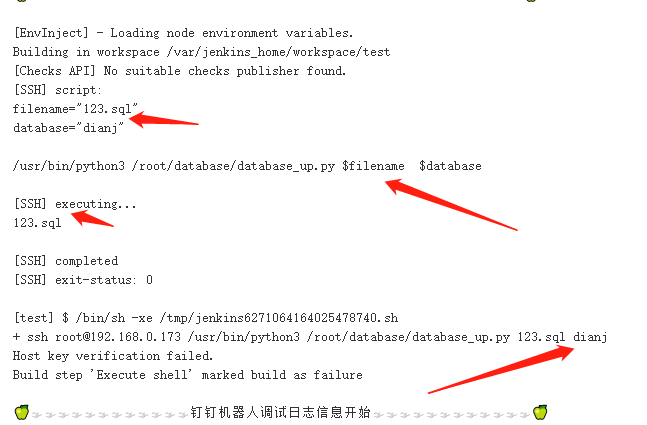 [EnvInject] - Loading node environment variables.
Building in workspace /var/jenkins_home/workspace/test
[Checks API] No suitable checks publisher found.
[SSH] script:
filename="123.sql"
database="dianj"
/usr/bin/python3 /root/database/database_up.py $filename  $database
[SSH] executing...
123.sql
[SSH] completed
[SSH] exit-status: 0
[test] $ /bin/sh -xe /tmp/jenkins6271064164025478740.sh
+ ssh root@192.168.0.173 /usr/bin/python3 /root/database/database_up.py 123.sql dianj
Host key verification failed.
Build step 'Execute shell' marked build as failure
钉钉机器人调试日志信息开始